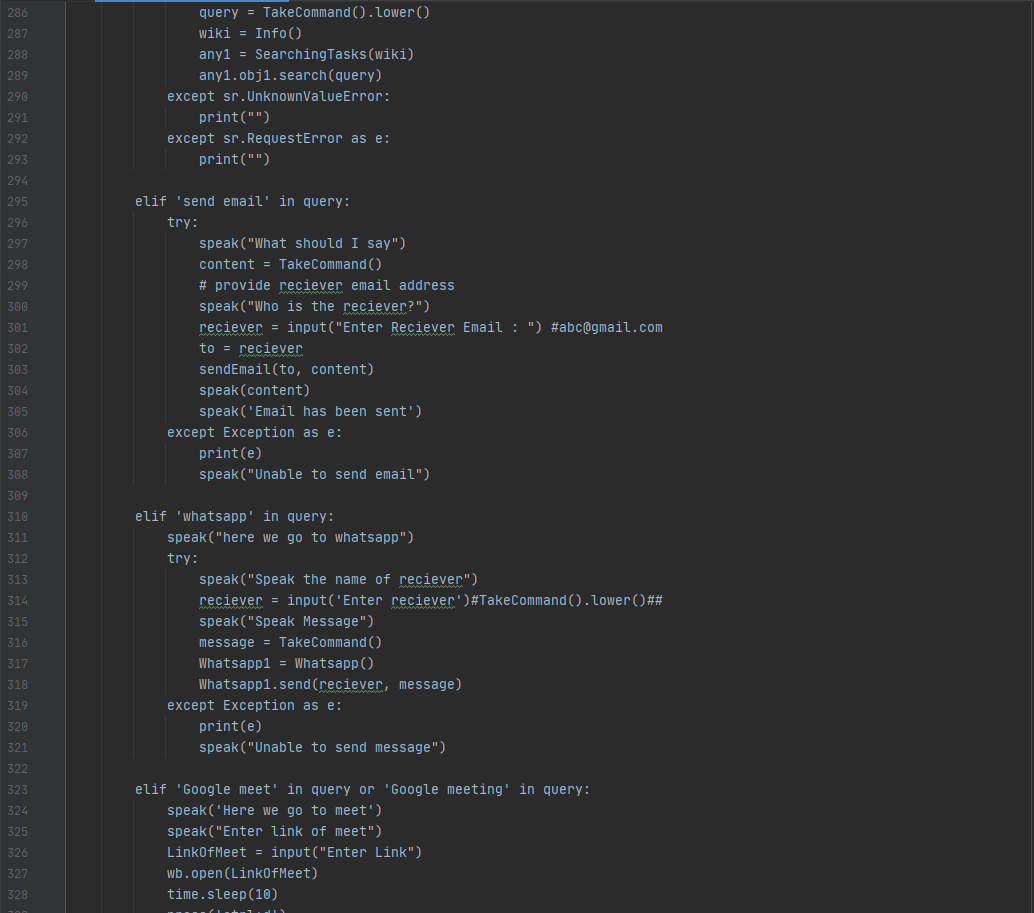 286 query = TakeCommand().lower()
287 wiki = Info()
288 any1 = SearchingTasks(wiki)
289 any1.obj1.search(query)
290 except sr.UnknownValueError:
291 print("")
292 except sr.RequestError as e:
293 print("")
294
295 elif 'send email' in query:
296 try:
297 speak("What should I say")
298 content = TakeCommand()
299 # provide reciever email address
300 speak("Who is the reciever?")
301 reciever = input("Enter Reciever Email : ") #abc@gmail.com
302 to = reciever
303 sendEmail(to, content)
304 speak(content)
305 speak('Email has been sent')
306 except Exception as e:
307 print(e)
308 speak("Unable to send email")
309
310 elif 'whatsapp' in query:
311 speak("here we go to whatsapp")
312 try:
313 speak("Speak the name of reciever")
314 reciever = input('Enter reciever')#TakeCommand().lower()##
315 speak("Speak Message")
316 message = TakeCommand()
317 Whatsapp1 = Whatsapp()
318 Whatsapp1.send(reciever, message)
319 except Exception as e:
320 print(e)
321 speak("Unable to send message")
322
323 elif 'Google meet' in query or 'Google meeting' in query:
324 speak('Here we go to meet')
325 speak("Enter link of meet")
326 LinkOfMeet = input("Enter Link")
327 wb.open(LinkOfMeet)
328 time.sleep(10)